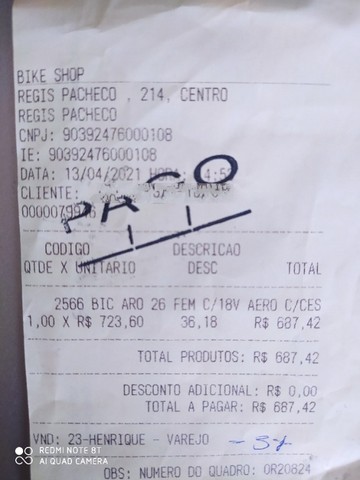 BIKE SHOP
REGIS PACHECO , 214, CENTRO
REGIS PACHECO
CNPJ: 90392476000108
IE: 90392476000108
DATA: 13/04/2021 HORA:
CLIENTE:
PAGO
CODIGO DESCRICAO
QTDE X UNITARIO DESC TOTAL
2566 BIC ARO 26 FEM C/18V AERO C/CES
1,00 X R$ 723,60 36,18 R$ 687,42
TOTAL PRODUTOS: R$ 687,42
DESCONTO ADICIONAL: R$ 0,00
TOTAL A PAGAR: R$ 687,42
VND: 23-HENRIQUE - VAREJO
OBS: NUMERO DO QUADRO: OR20824
REDMI NOTE 8T
AI QUAD CAMERA